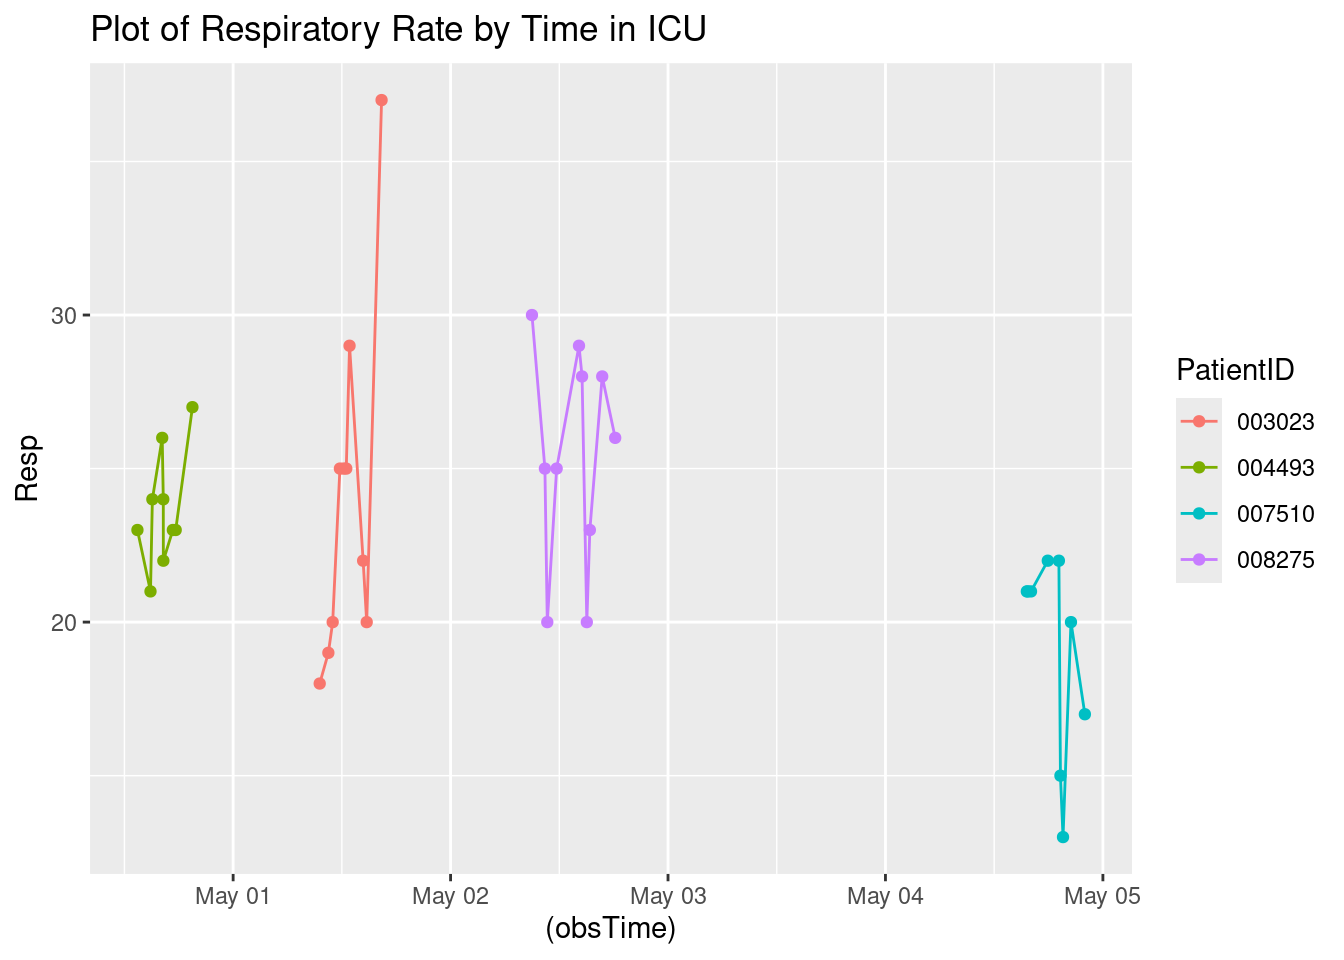 Plot of Respiratory Rate by Time in ICU
Resp
30
20
May 01
May 02
May 03
May 04
May 05
(obsTime)
PatientID
003023
004493
007510
008275